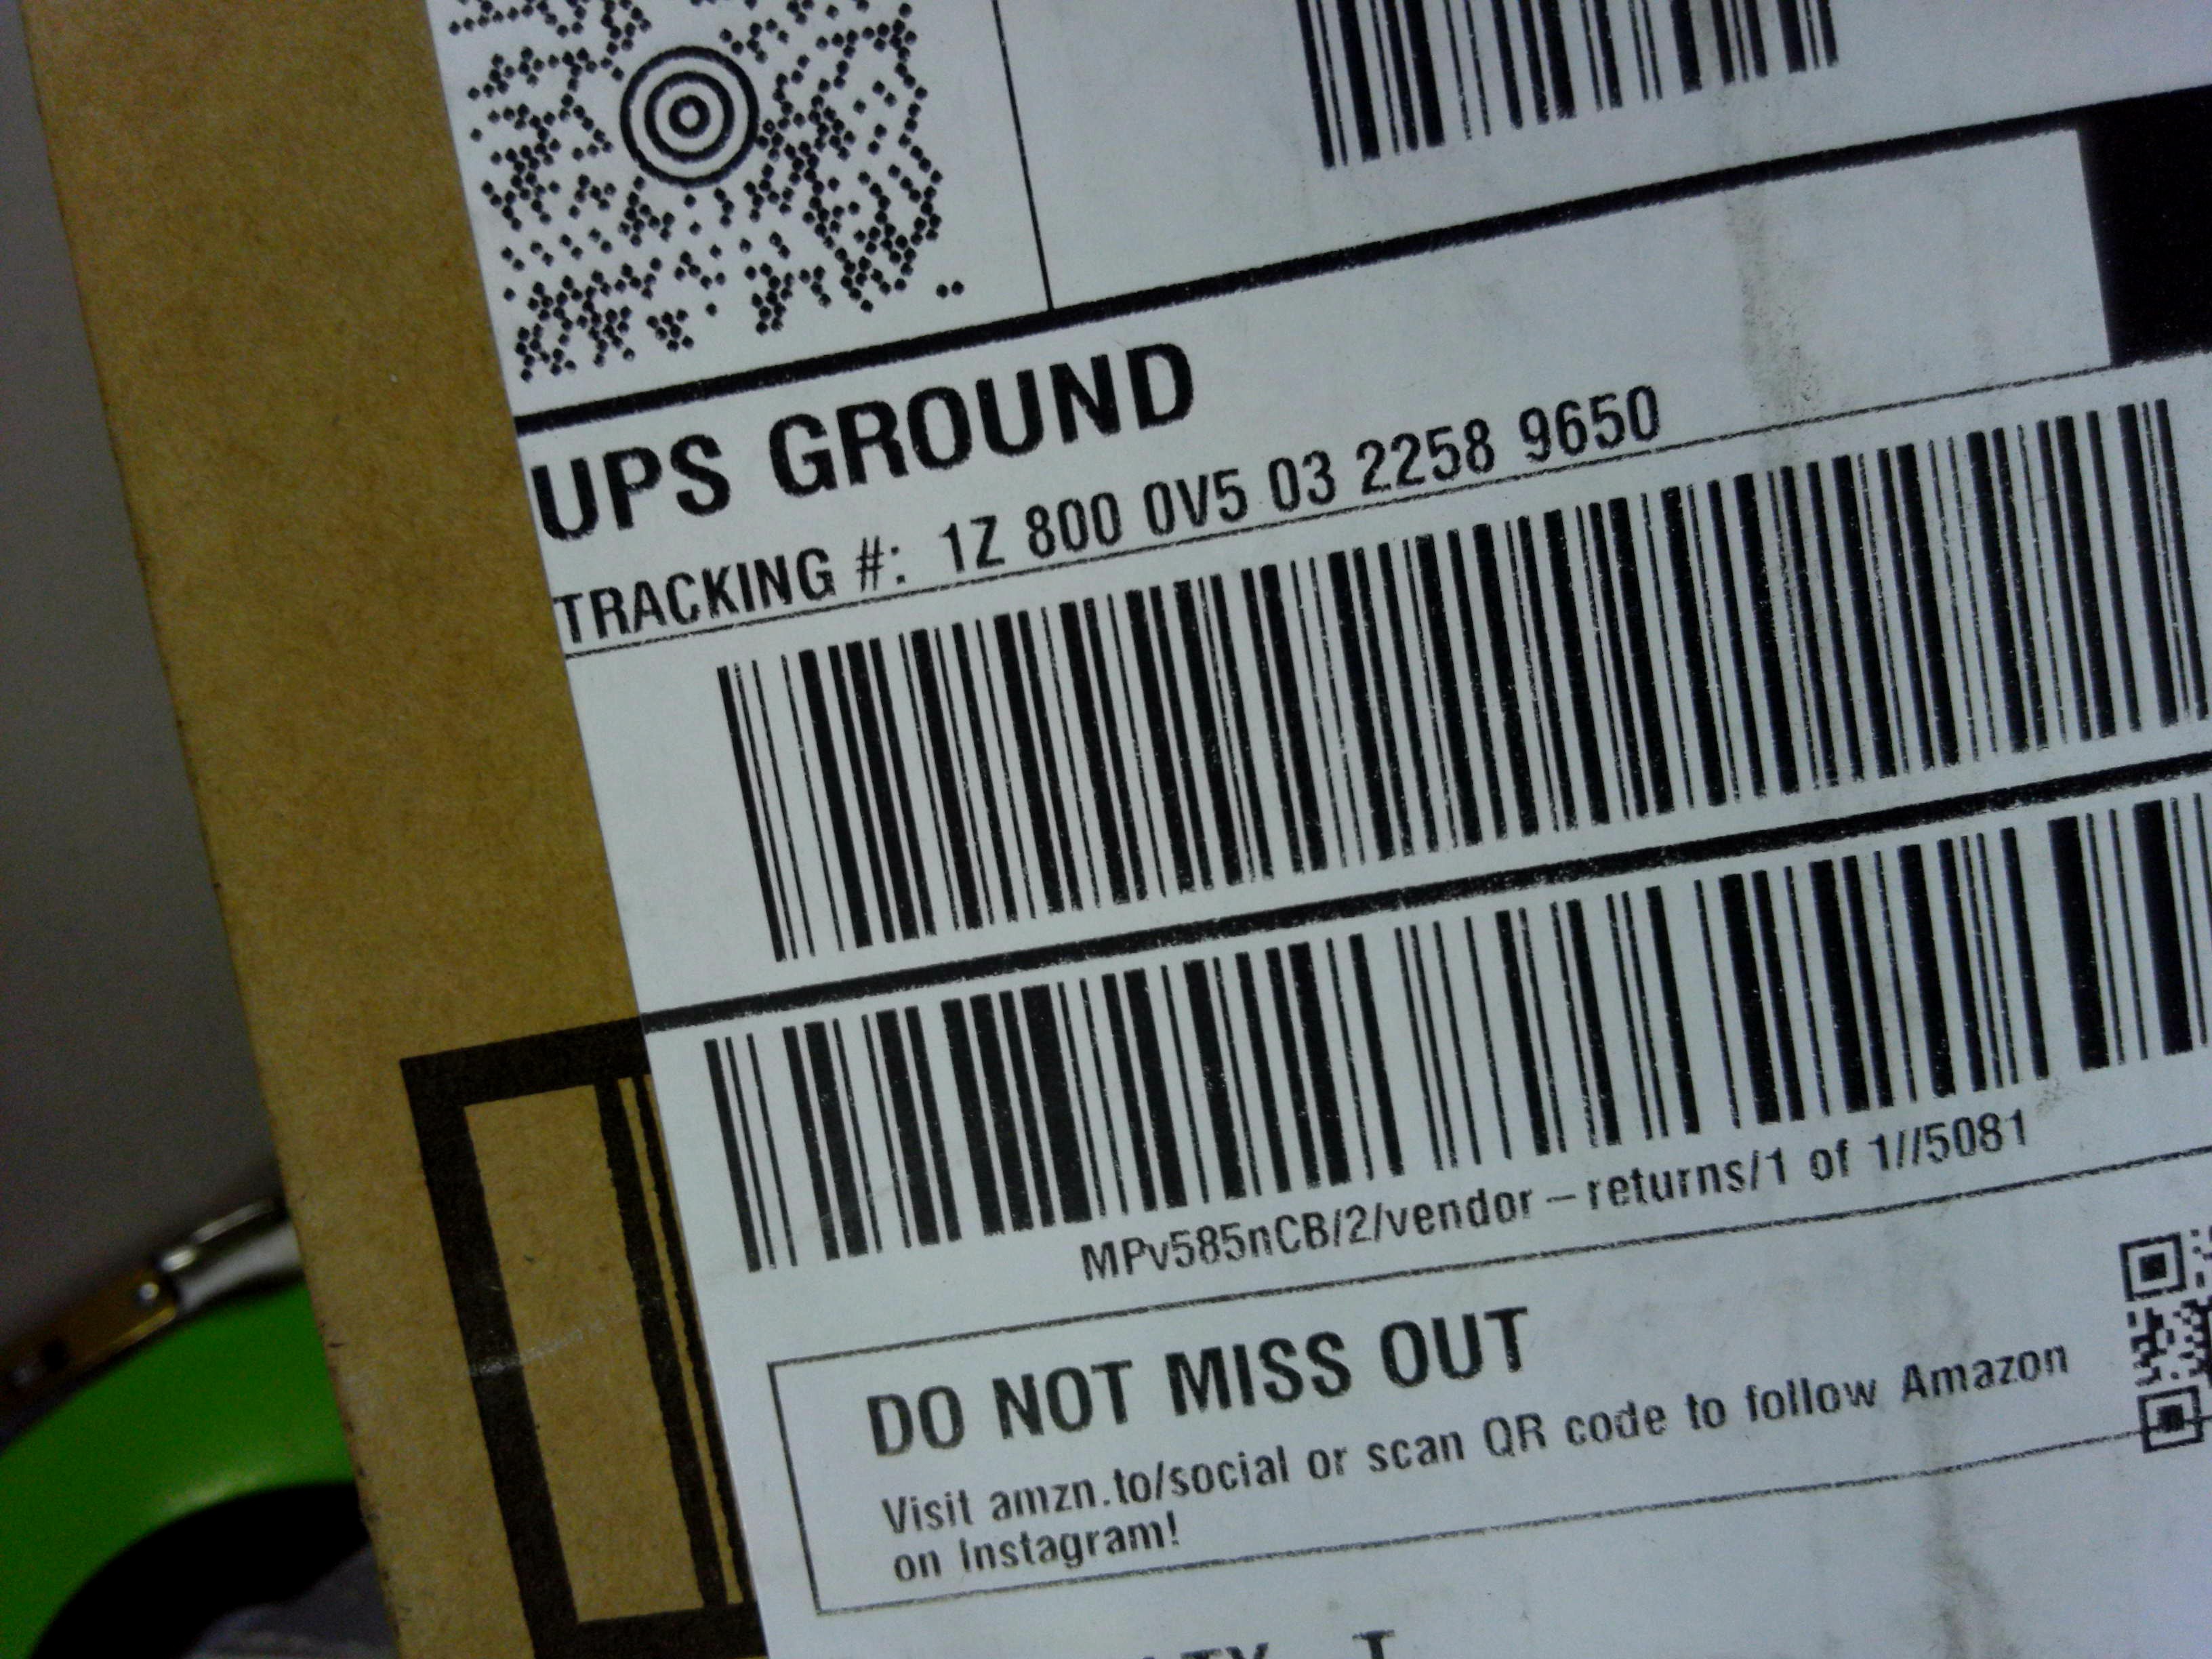 UPS GROUND
TRACKING #: 1Z 800 0V5 03 2258 9650
MPv585nCB/2/vendor-returns/1 of 1//5081
DO NOT MISS OUT
Visit amzn.to/social or scan QR code to follow Amazon
on Instagram!